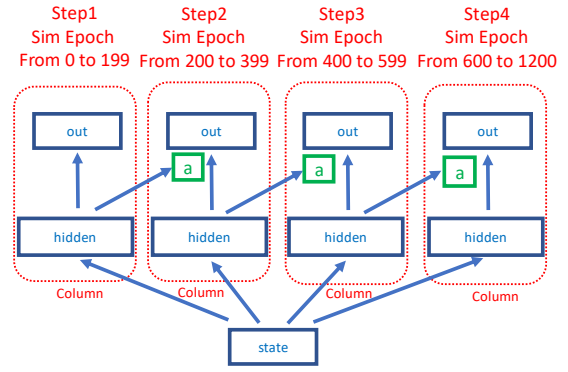 Step1
Sim Epoch
From 0 to 199
Step2
Sim Epoch
From 200 to 399
Step3
Sim Epoch
From 400 to 599
Step4
Sim Epoch
From 600 to 1200
out
out
out
out
a
a
a
hidden
hidden
hidden
hidden
Column
Column
Column
Column
state